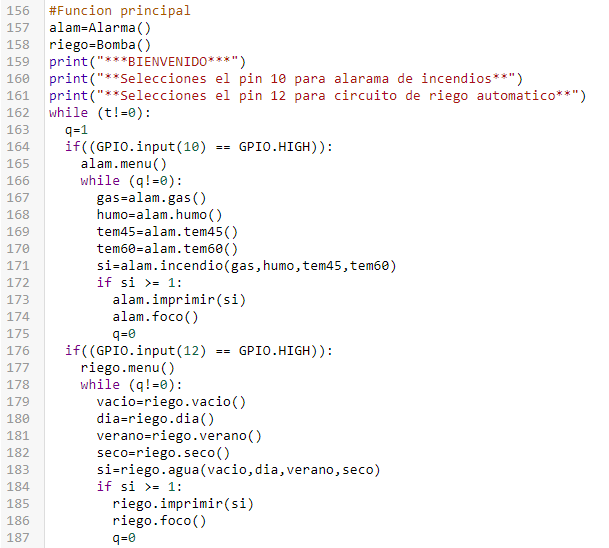 156 #Funcion principal
157 alam=Alarma()
158 riego=Bomba()
159 print("***BIENVENIDO***")
160 print("**Selecciones el pin 10 para alarama de incendios**")
161 print("**Selecciones el pin 12 para circuito de riego automatico**")
162 while (t!=0):
163   q=1
164   if((GPIO.input(10) == GPIO.HIGH)):
165     alam.menu()
166     while (q!=0):
167       gas=alam.gas()
168       humo=alam.humo()
169       tem45=alam.tem45()
170       tem60=alam.tem60()
171       si=alam.incendio(gas,humo,tem45,tem60)
172       if si >= 1:
173         alam.imprimir(si)
174         alam.foco()
175         q=0
176   if((GPIO.input(12) == GPIO.HIGH)):
177     riego.menu()
178     while (q!=0):
179       vacio=riego.vacio()
180       dia=riego.dia()
181       verano=riego.verano()
182       seco=riego.seco()
183       si=riego.agua(vacio,dia,verano,seco)
184       if si >= 1:
185         riego.imprimir(si)
186         riego.foco()
187         q=0